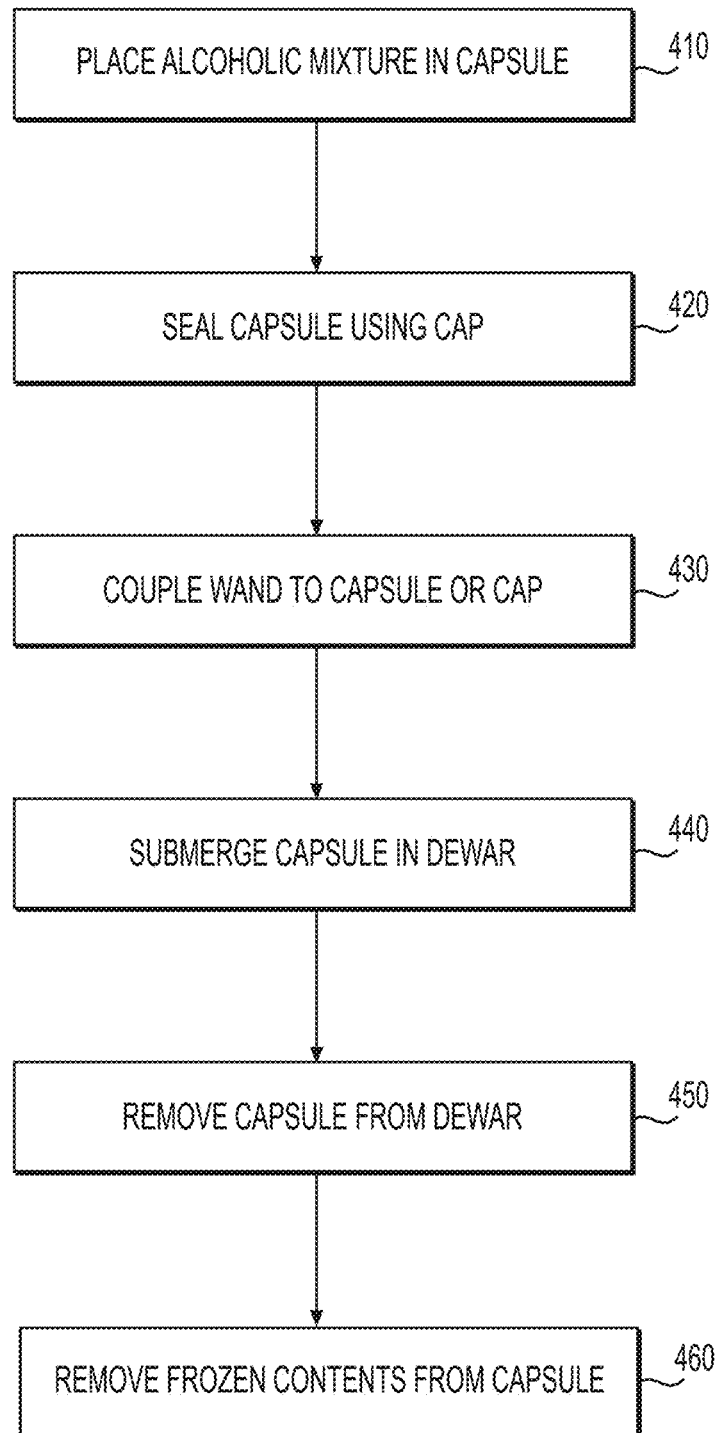 PLACE ALCOHOLIC MIXTURE IN CAPSULE 410
SEAL CAPSULE USING CAP 420
COUPLE WAND TO CAPSULE OR CAP 430
SUBMERGE CAPSULE IN DEWAR 440
REMOVE CAPSULE FROM DEWAR 450
REMOVE FROZEN CONTENTS FROM CAPSULE 460